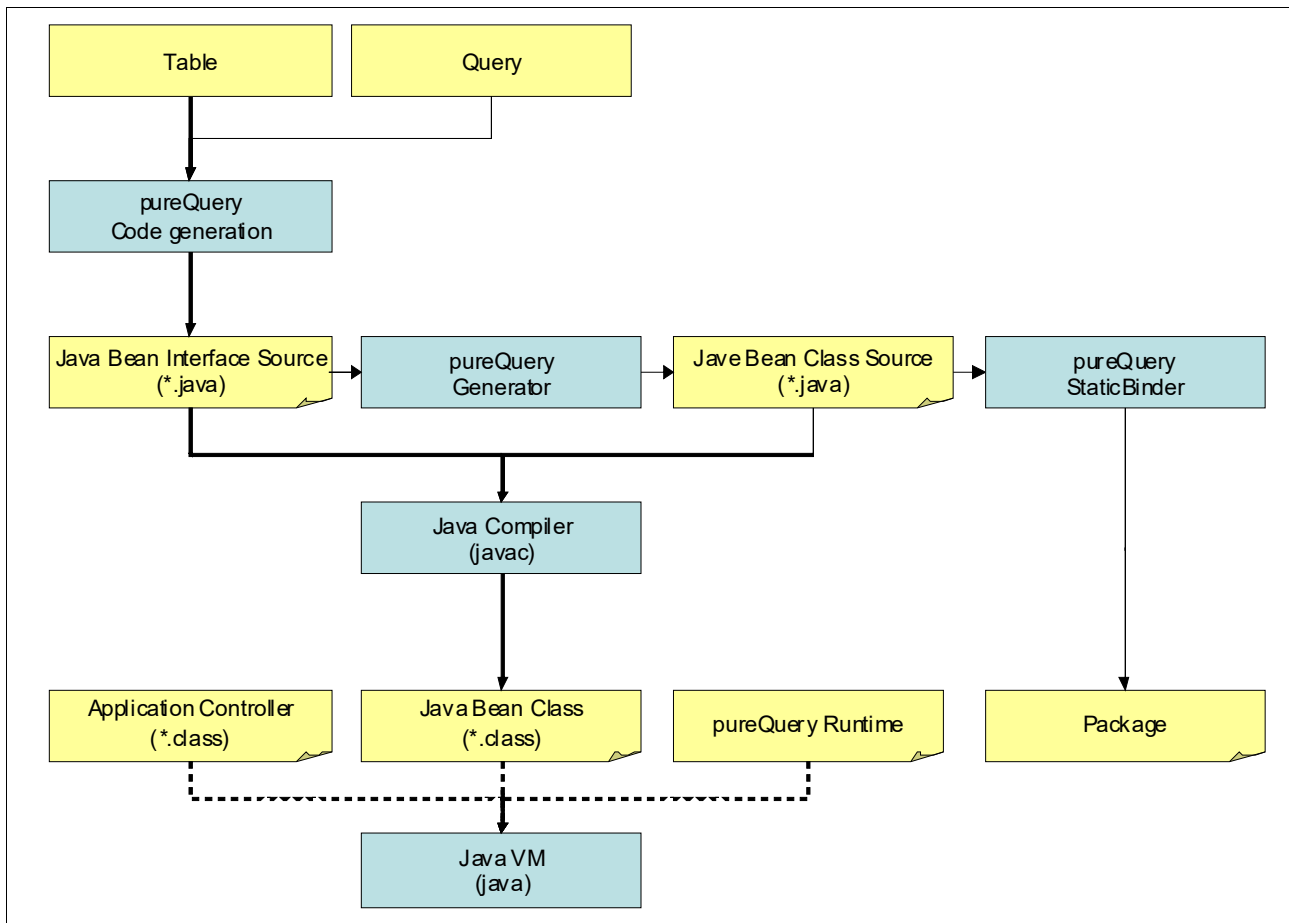 Table
Query
pureQuery
Code generation
Java Bean Interface Source
(*.java)
pureQuery
Generator
Jave Bean Class Source
(*.java)
pureQuery
StaticBinder
Java Compiler
(javac)
Application Controller
(*.class)
Java Bean Class
(*.class)
pureQuery Runtime
Package
Java VM
(java)